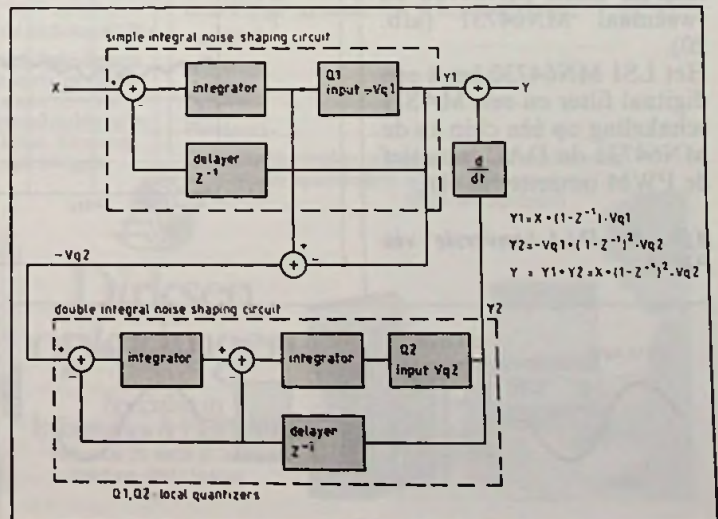 simple integral noise shaping circuit
X
+
-
integrator
Q1
input -Vq1
Y1
Y
delayer
Z⁻¹
d
dt
Y1=X+(1-Z⁻¹)·Vq1
Y2=-Vq1+(1-Z⁻¹)²·Vq2
Y = Y1+Y2=X+(1-Z⁻¹)²·Vq2
+
-
-Vq2
double integral noise shaping circuit
Y2
+
-
integrator
+
-
integrator
Q2
input Vq2
delayer
Z⁻¹
Q1,Q2 local quantizers